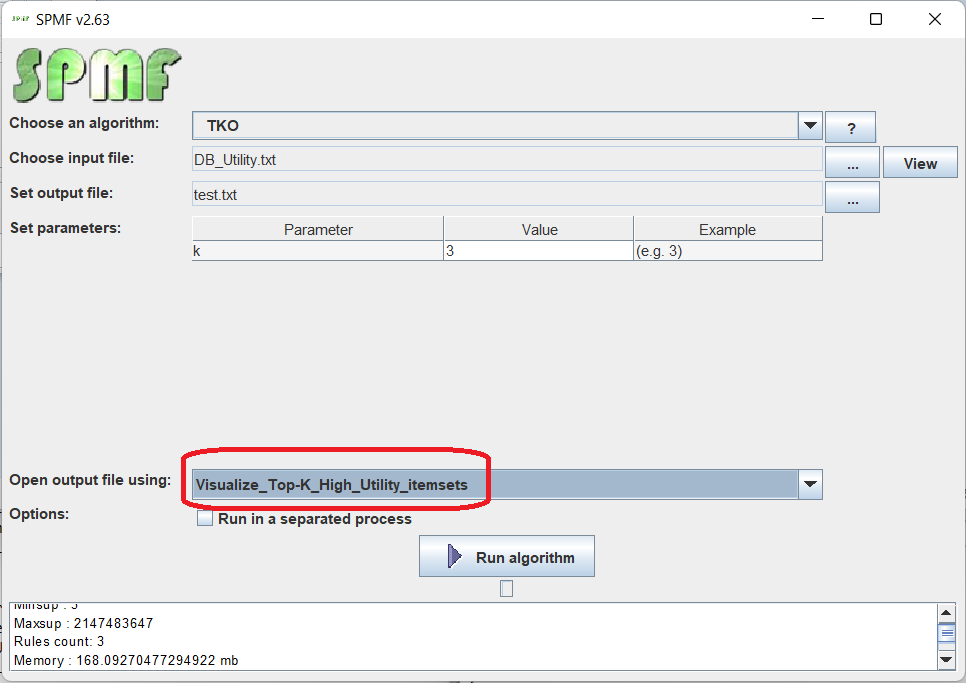 SPMF v2.63
SPMF
Choose an algorithm: TKO ?
Choose input file: DB_Utility.txt ... View
Set output file: test.txt ...
Set parameters: Parameter Value Example
k 3 (e.g. 3)
Open output file using: Visualize_Top-K_High_Utility_itemsets
Options: Run in a separated process
Run algorithm
Minsup : 3
Maxsup : 2147483647
Rules count: 3
Memory : 168.09270477294922 mb